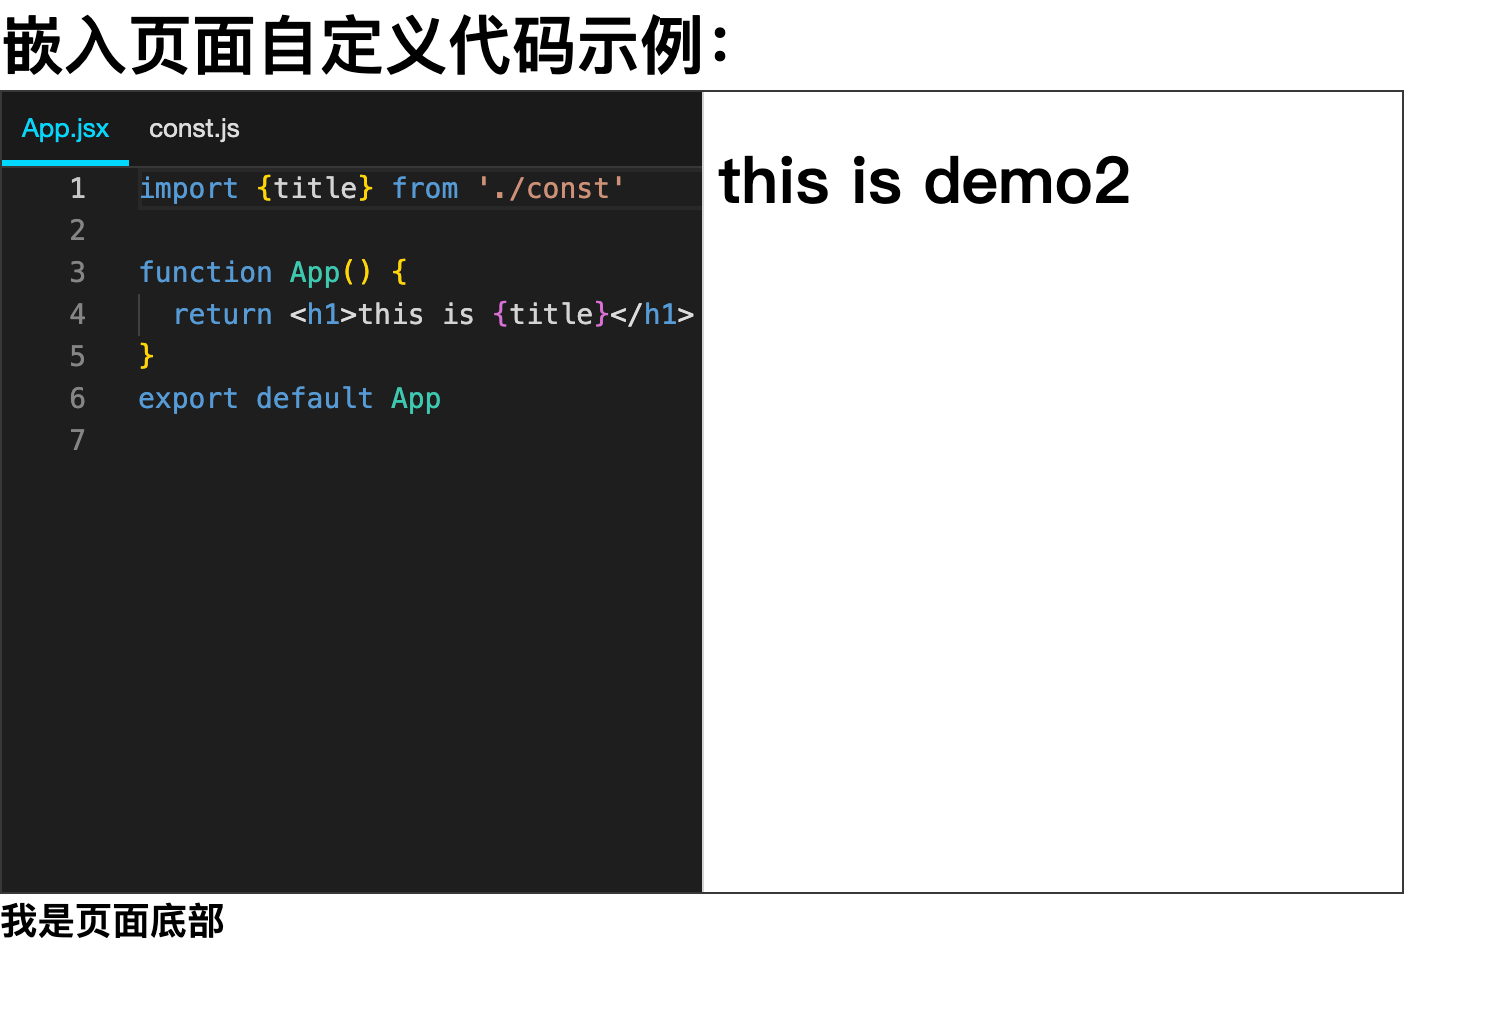 嵌入页面自定义代码示例：
App.jsx const.js
1 import {title} from './const'
2
3 function App() {
4   return <h1>this is {title}</h1>
5 }
6 export default App
7
this is demo2
我是页面底部